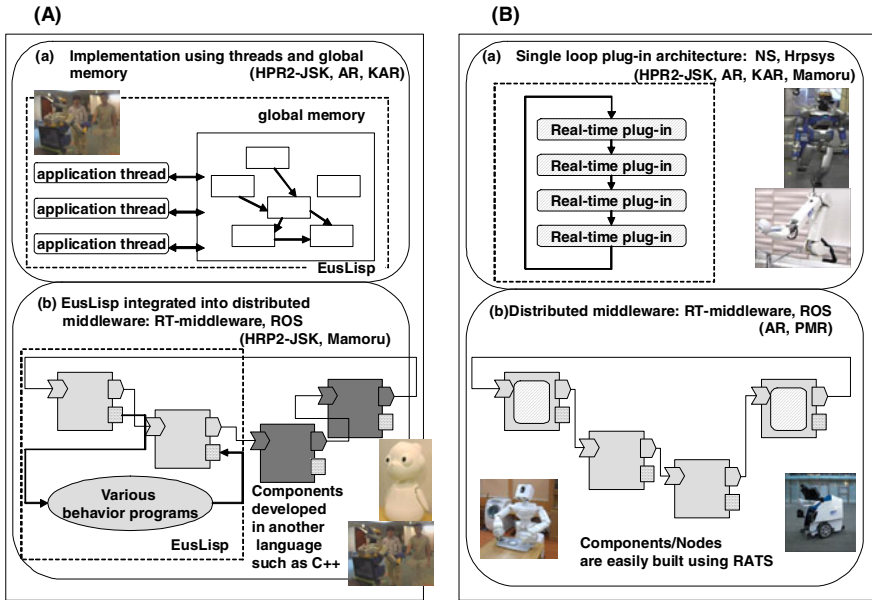 (A)
(a) Implementation using threads and global
memory
(HPR2-JSK, AR, KAR)
global memory
application thread
application thread
application thread
EusLisp
(b) EusLisp integrated into distributed
middleware: RT-middleware, ROS
(HRP2-JSK, Mamoru)
Various
behavior programs
EusLisp
Components
developed
in another
language
such as C++
(B)
(a) Single loop plug-in architecture: NS, Hrpsys
(HPR2-JSK, AR, KAR, Mamoru)
Real-time plug-in
Real-time plug-in
Real-time plug-in
Real-time plug-in
(b)Distributed middleware: RT-middleware, ROS
(AR, PMR)
Components/Nodes
are easily built using RATS